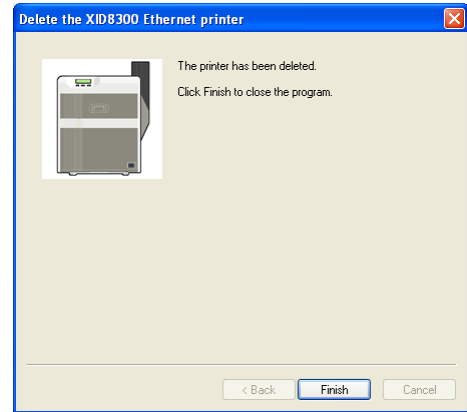 Delete the XID8300 Ethernet printer
The printer has been deleted.
Click Finish to close the program.
< Back
Finish
Cancel